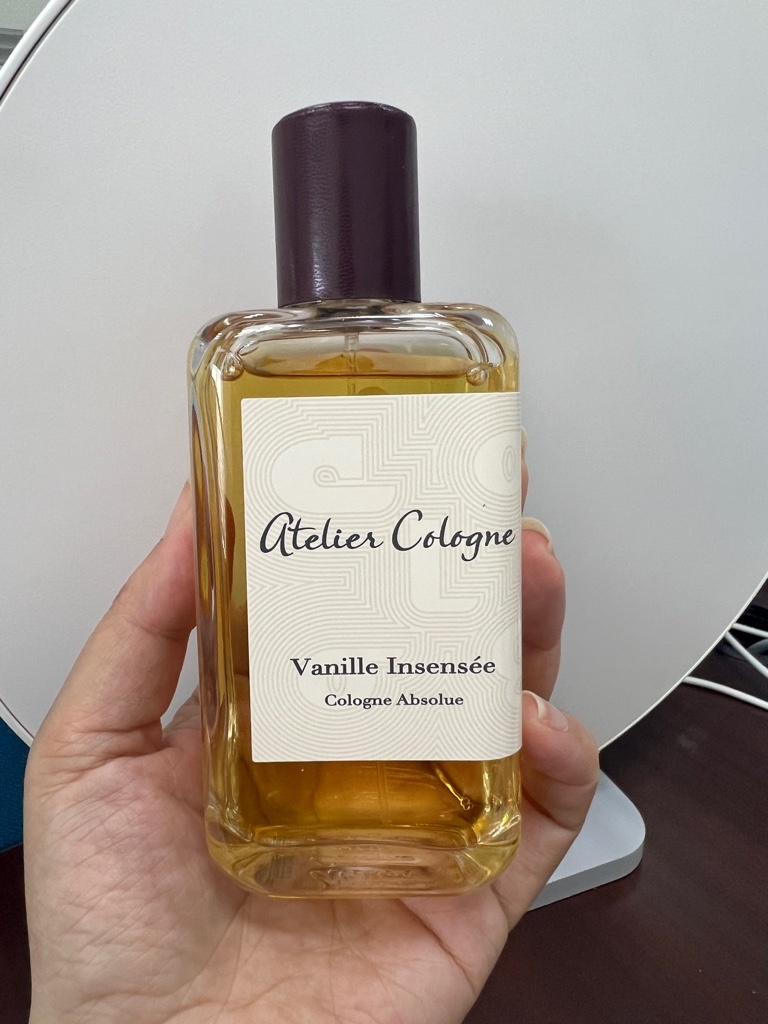 Atelier Cologne
Vanille Insensée
Cologne Absolue